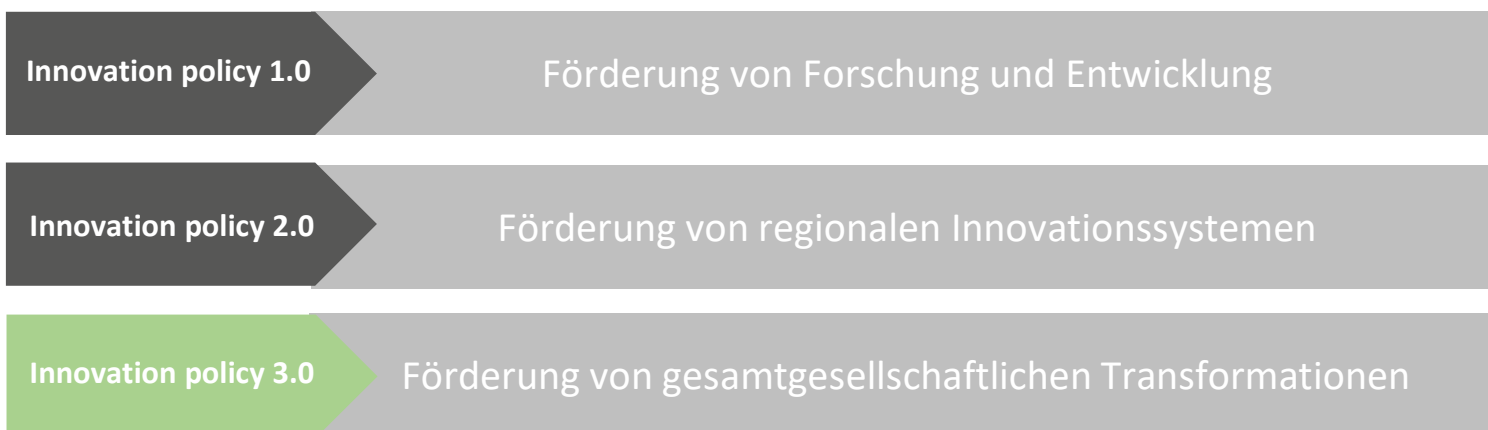 Innovation policy 1.0
Förderung von Forschung und Entwicklung
Innovation policy 2.0
Förderung von regionalen Innovationssystemen
Innovation policy 3.0
Förderung von gesamtgesellschaftlichen Transformationen